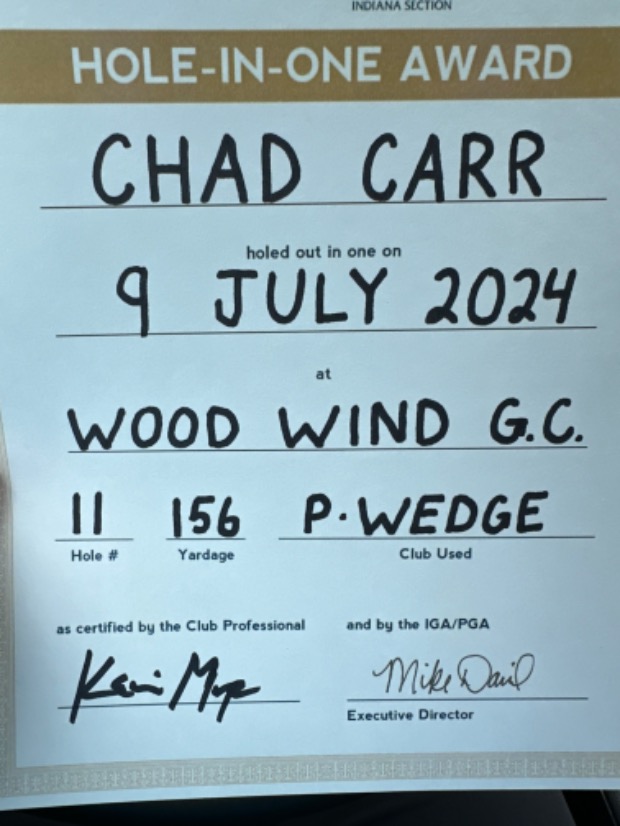 INDIANA SECTION
HOLE-IN-ONE AWARD
CHAD CARR
holed out in one on
9 JULY 2024
at
WOOD WIND G.C.
11 156 P.WEDGE
Hole # Yardage Club Used
as certified by the Club Professional and by the IGA/PGA
Mike David
Executive Director